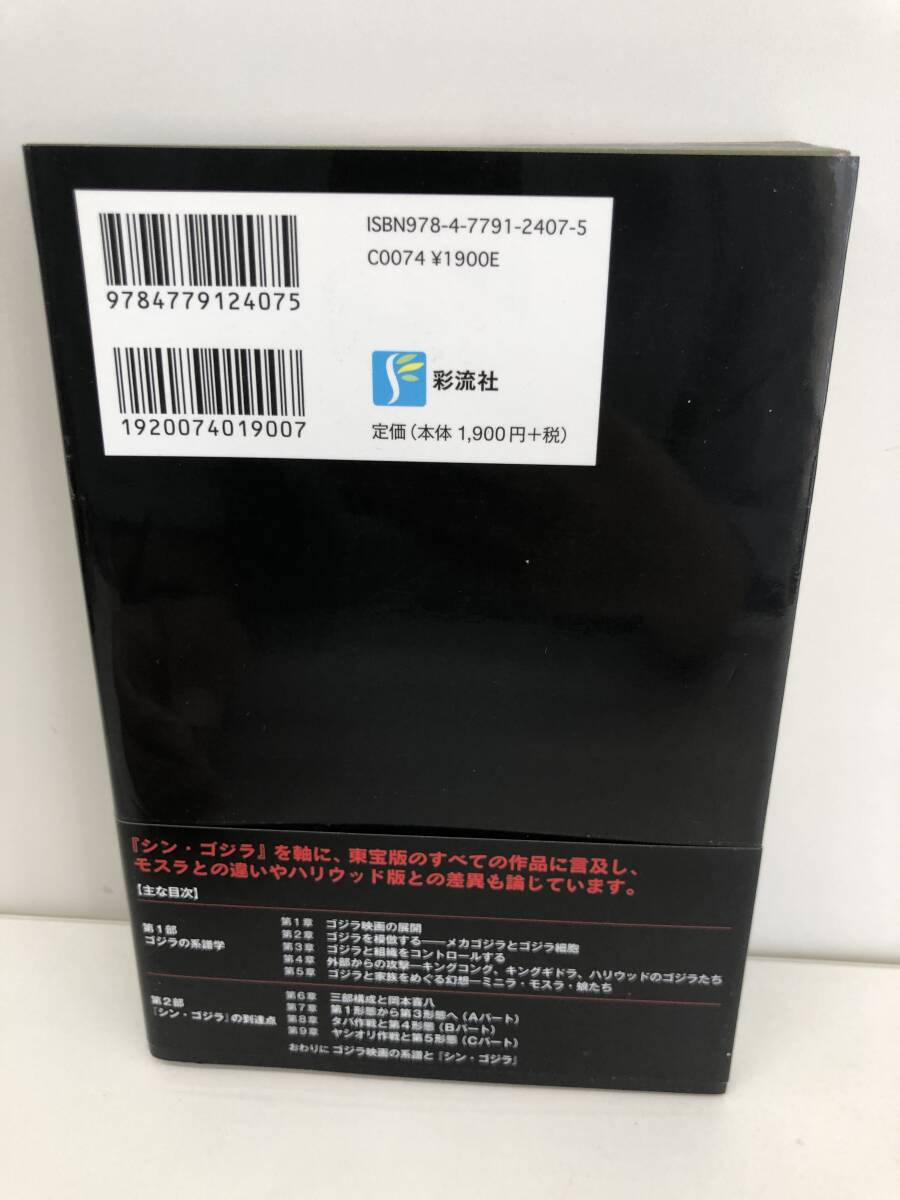 ISBN978-4-7791-2407-5
C0074 ¥1900E
9784779124075
彩流社
1920074019007
定価(本体 1,900円+税)
『シン・ゴジラ』を軸に、東宝版のすべての作品に言及し、
モスラとの違いやハリウッド版との差異も論じています。
【主な目次】
第1部
ゴジラの系譜学
第1章 ゴジラ映画の展開
第2章 ゴジラを模倣する——メカゴジラとゴジラ細胞
第3章 ゴジラと組織をコントロールする
第4章 外部からの攻撃—キングコング、キングギドラ、ハリウッドのゴジラたち
第5章 ゴジラと家族をめぐる幻想—ミニラ・モスラ・娘たち
第2部
『シン・ゴジラ』の到達点
第6章 三部構成と岡本喜八
第7章 第1形態から第3形態へ(Aパート)
第8章 タバ作戦と第4形態(Bパート)
第9章 ヤシオリ作戦と第5形態(Cパート)
おわりに ゴジラ映画の系譜と『シン・ゴジラ』